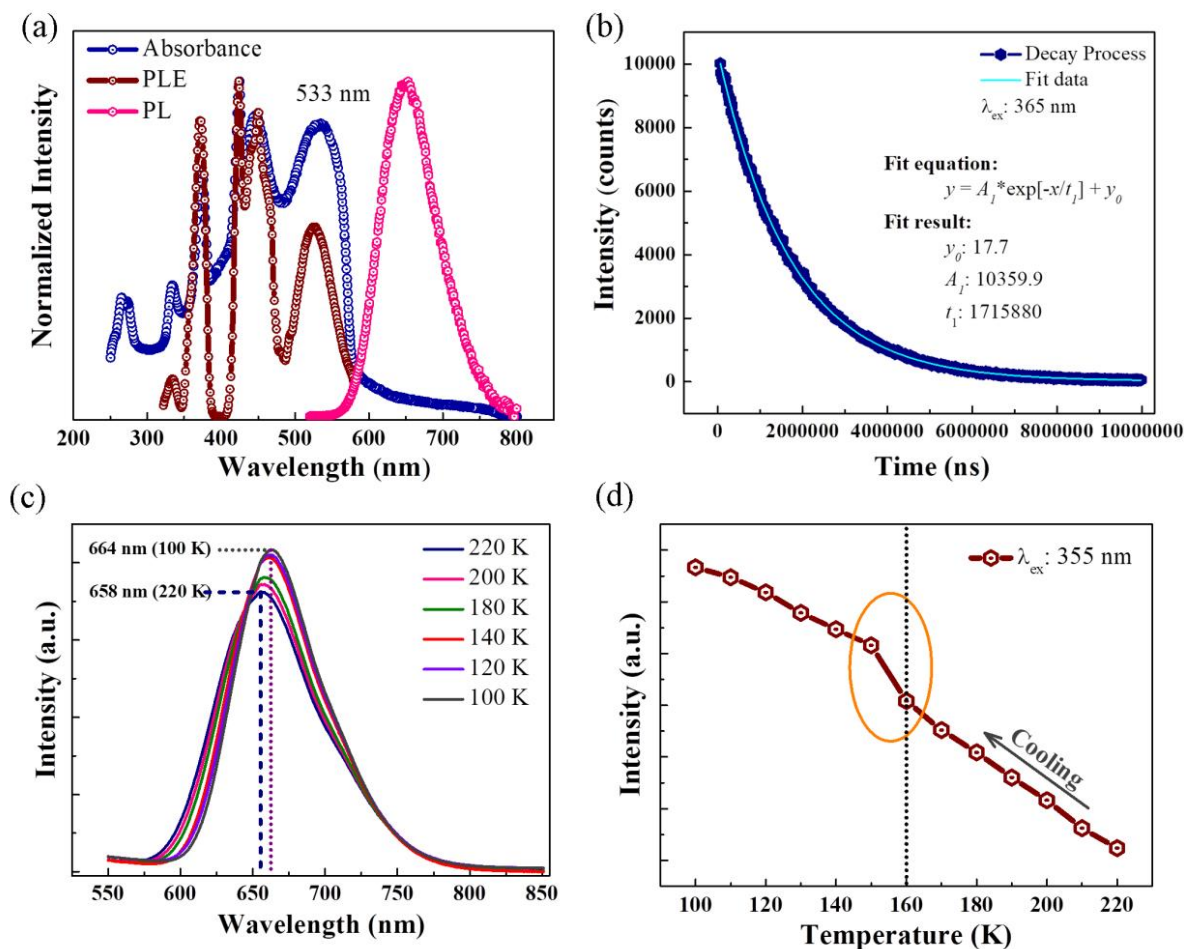 (a)
Absorbance
PLE
PL
533 nm
Normalized Intensity
200 300 400 500 600 700 800
Wavelength (nm)
(b)
Decay Process
Fit data
λex: 365 nm
Fit equation:
y = A1*exp[-x/t1] + y0
Fit result:
y0: 17.7
A1: 10359.9
t1: 1715880
Intensity (counts)
10000
8000
6000
4000
2000
0
0 2000000 4000000 6000000 8000000 10000000
Time (ns)
(c)
664 nm (100 K)
658 nm (220 K)
220 K
200 K
180 K
140 K
120 K
100 K
Intensity (a.u.)
550 600 650 700 750 800 850
Wavelength (nm)
(d)
λex: 355 nm
Cooling
Intensity (a.u.)
100 120 140 160 180 200 220
Temperature (K)